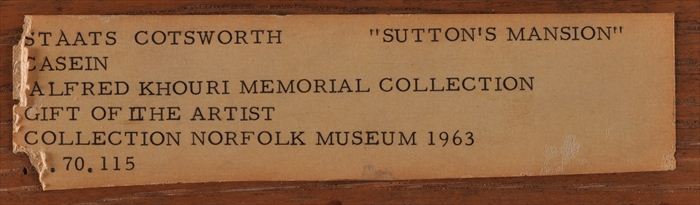 STAATS COTSWORTH "SUTTON'S MANSION"
CASEIN
ALFRED KHOURI MEMORIAL COLLECTION
GIFT OF THE ARTIST
COLLECTION NORFOLK MUSEUM 1963
.70.115